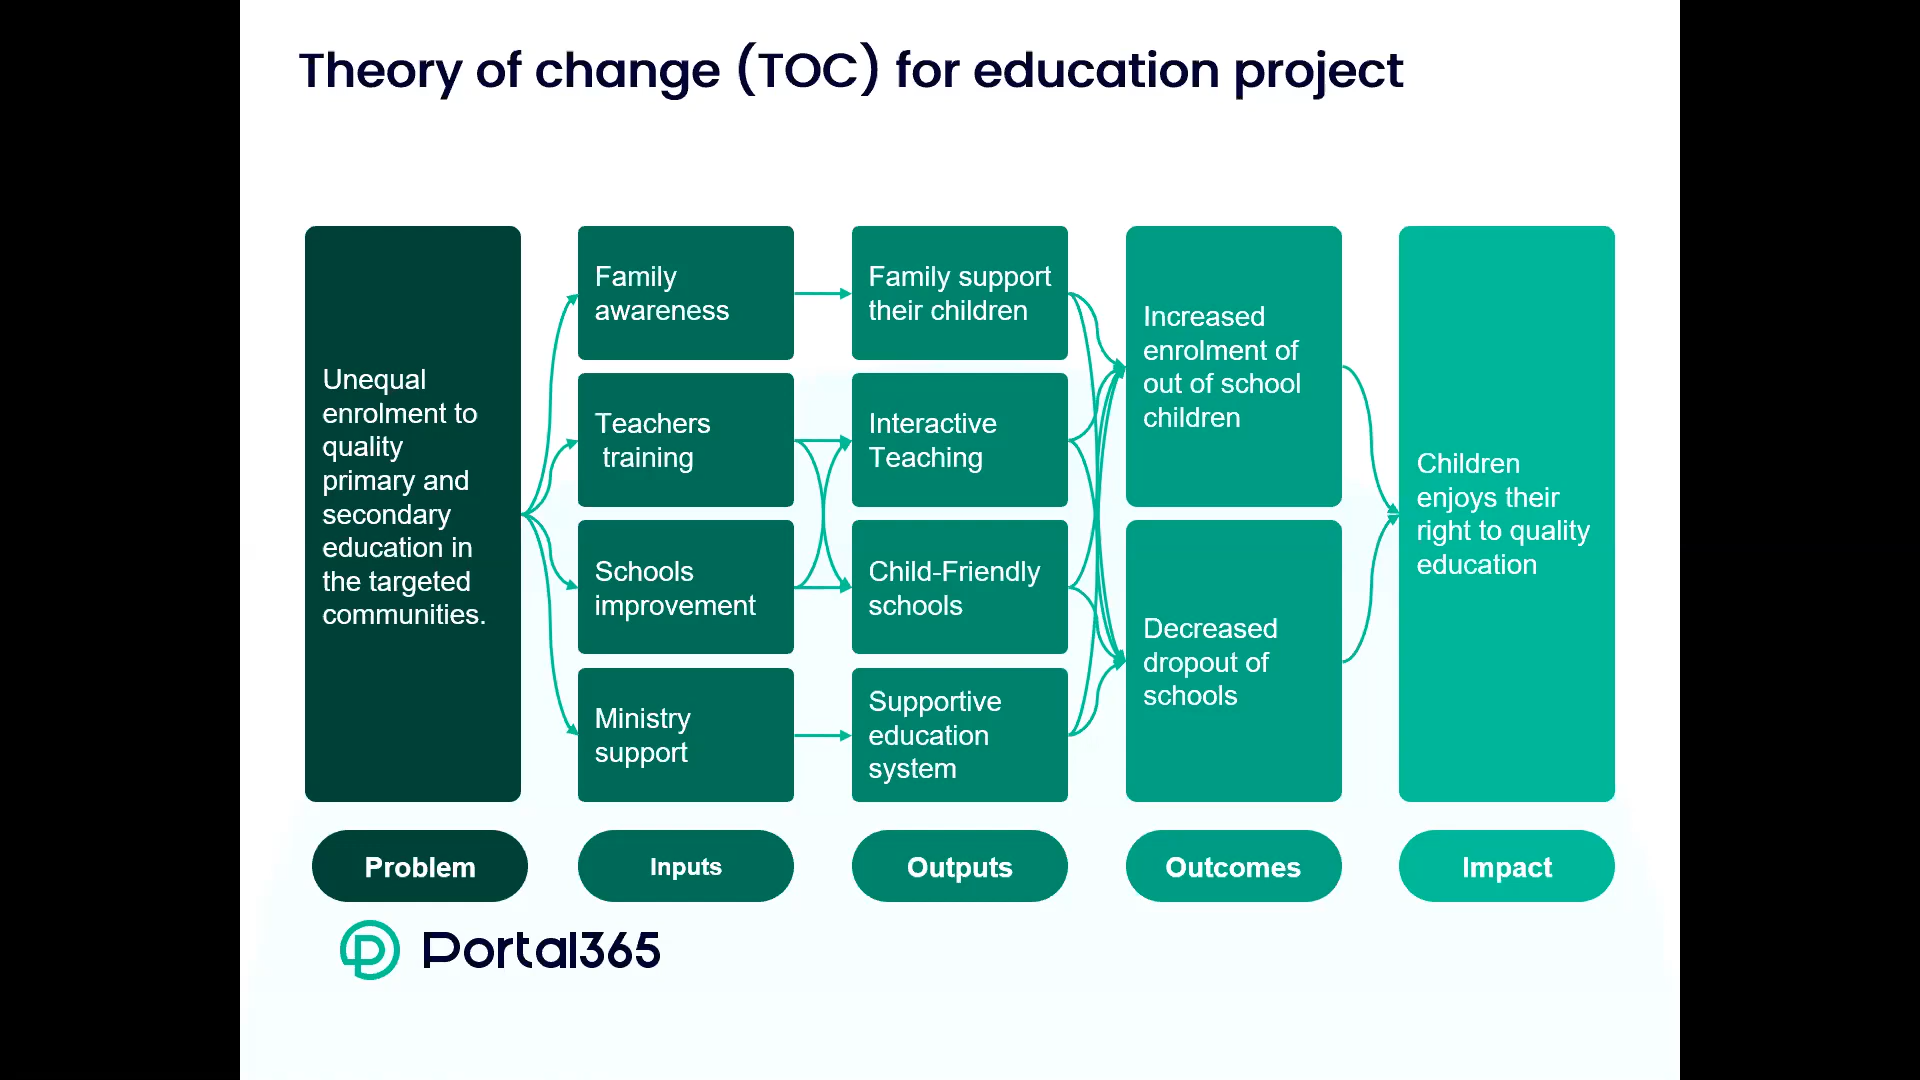 Theory of change (TOC) for education project
Unequal
enrolment to
quality
primary and
secondary
education in
the targeted
communities.
Family
awareness
Teachers
training
Schools
improvement
Ministry
support
Family support
their children
Interactive
Teaching
Child-Friendly
schools
Supportive
education
system
Increased
enrolment of
out of school
children
Decreased
dropout of
schools
Children
enjoys their
right to quality
education
Problem
Inputs
Outputs
Outcomes
Impact
Portal365